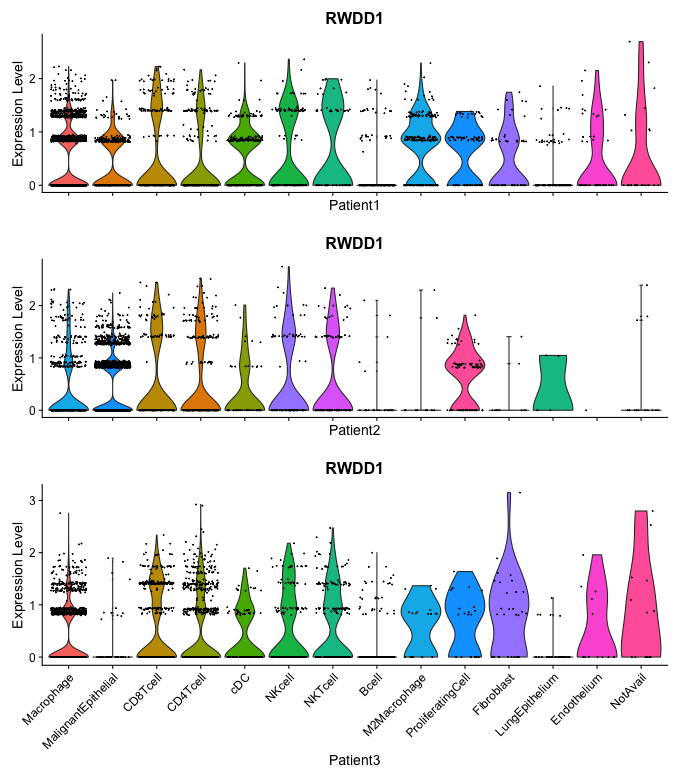 RWDD1
Expression Level
2
1
0
Patient1
RWDD1
Expression Level
2
1
0
Patient2
RWDD1
Expression Level
3
2
1
0
Macrophage
MalignantEpithelial
CD8Tcell
CD4Tcell
cDC
NKcell
NKTcell
Bcell
M2Macrophage
ProliferatingCell
Fibroblast
LungEpithelium
Endothelium
NotAvail
Patient3